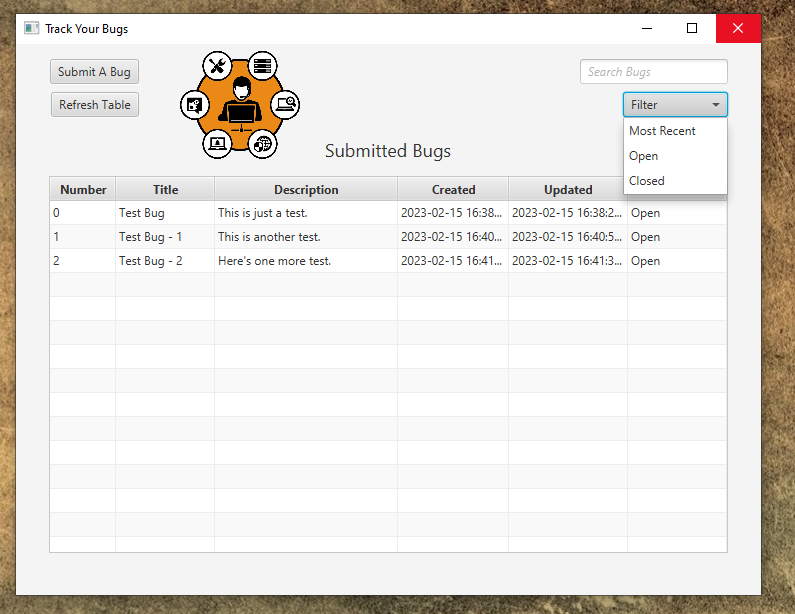 Track Your Bugs
Submit A Bug
Search Bugs
Refresh Table
Filter
Most Recent
Open
Closed
Submitted Bugs
Number Title Description Created Updated
0 Test Bug This is just a test. 2023-02-15 16:38... 2023-02-15 16:38:2... Open
1 Test Bug - 1 This is another test. 2023-02-15 16:40... 2023-02-15 16:40:5... Open
2 Test Bug - 2 Here's one more test. 2023-02-15 16:41... 2023-02-15 16:41:3... Open